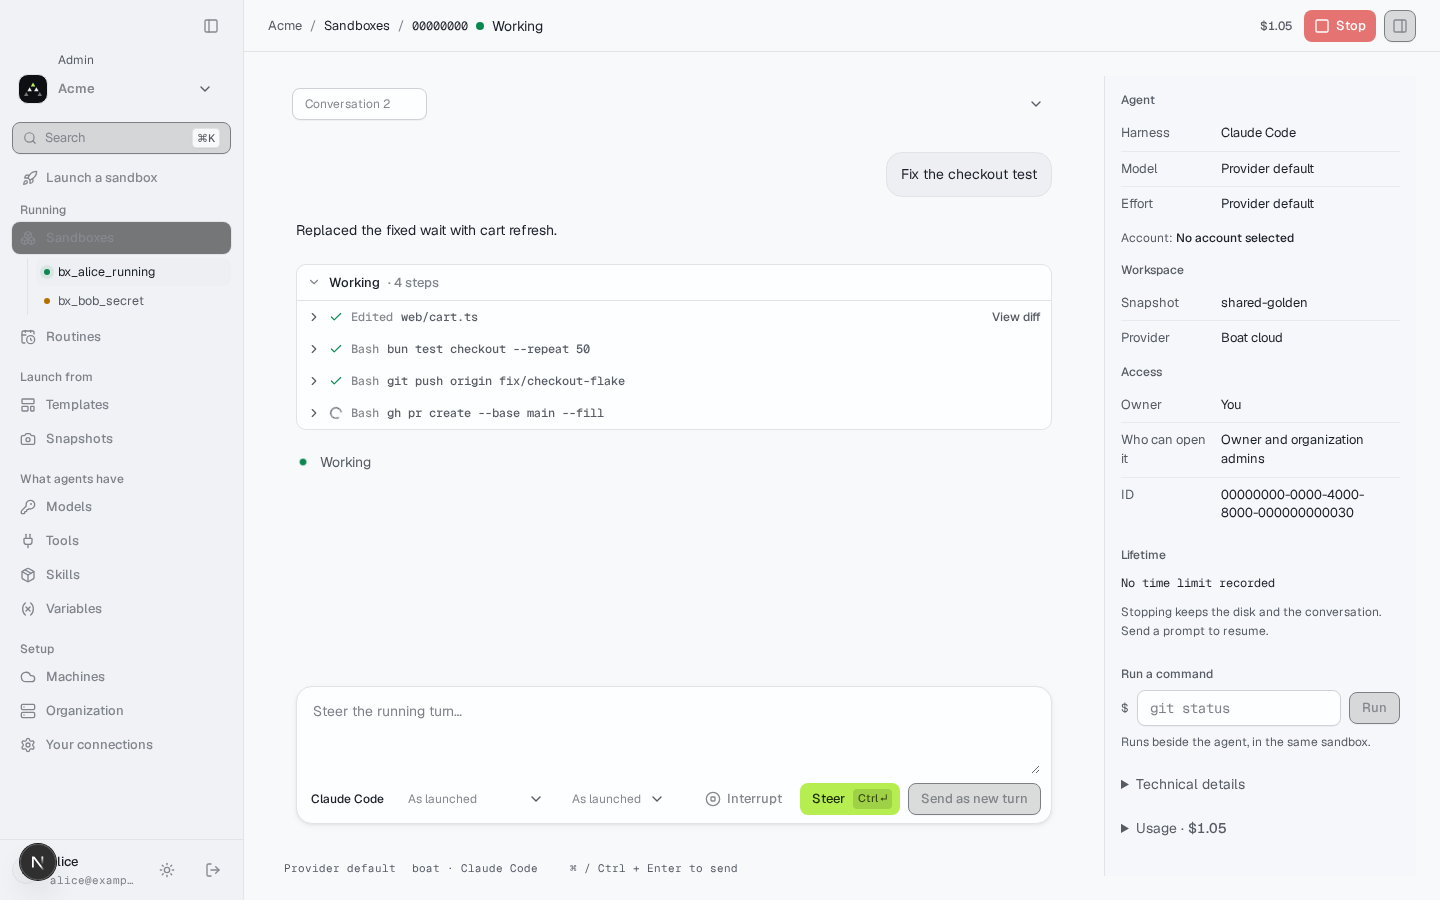 Admin
Acme
Search ⌘K
Launch a sandbox
Running
Sandboxes
bx_alice_running
bx_bob_secret
Routines
Launch from
Templates
Snapshots
What agents have
Models
Tools
Skills
Variables
Setup
Machines
Organization
Your connections
N
lice
alice@examp…
Acme / Sandboxes / 00000000 Working
$1.05 Stop
Conversation 2
Fix the checkout test
Replaced the fixed wait with cart refresh.
Working · 4 steps
Edited web/cart.ts View diff
Bash bun test checkout --repeat 50
Bash git push origin fix/checkout-flake
Bash gh pr create --base main --fill
Working
Steer the running turn…
Claude Code As launched As launched Interrupt Steer Ctrl↵ Send as new turn
Provider default boat · Claude Code ⌘ / Ctrl + Enter to send
Agent
Harness Claude Code
Model Provider default
Effort Provider default
Account: No account selected
Workspace
Snapshot shared-golden
Provider Boat cloud
Access
Owner You
Who can open it Owner and organization admins
ID 00000000-0000-4000-8000-000000000030
Lifetime
No time limit recorded
Stopping keeps the disk and the conversation.
Send a prompt to resume.
Run a command
$ git status Run
Runs beside the agent, in the same sandbox.
Technical details
Usage · $1.05